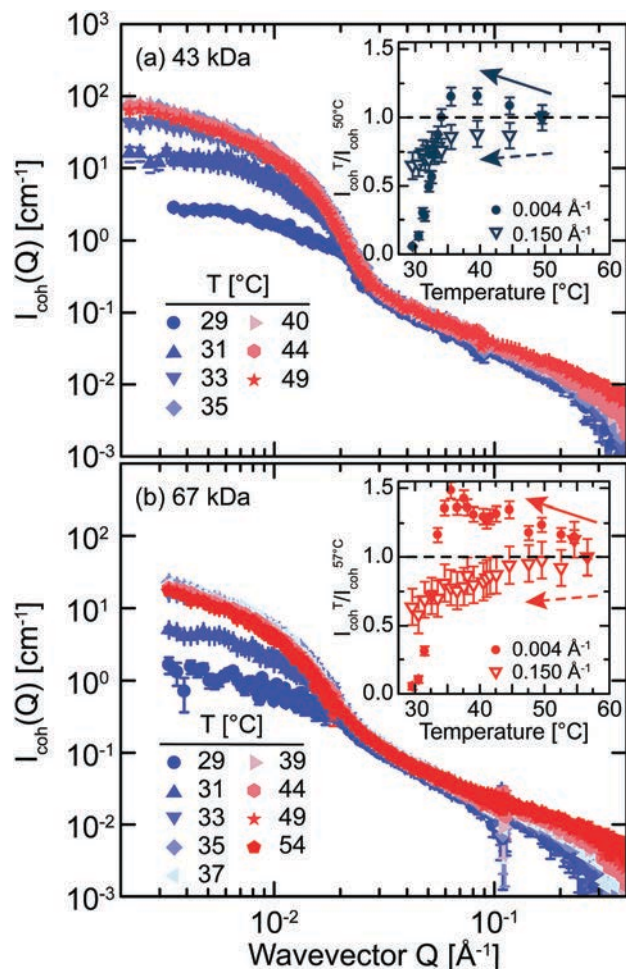 (a) 43 kDa
I_coh(Q) [cm⁻¹]
10³
10²
10¹
10⁰
10⁻¹
10⁻²
10⁻³
T [°C]
29 40
31 44
33 49
35
I_coh^T/I_coh^50°C
1.5
1.0
0.5
0
0.004 Å⁻¹
0.150 Å⁻¹
30 40 50 60
Temperature [°C]
(b) 67 kDa
I_coh(Q) [cm⁻¹]
10²
10¹
10⁰
10⁻¹
10⁻²
10⁻³
T [°C]
29 39
31 44
33 49
35 54
37
I_coh^T/I_coh^57°C
1.5
1.0
0.5
0.0
0.004 Å⁻¹
0.150 Å⁻¹
30 40 50 60
Temperature [°C]
10⁻² 10⁻¹
Wavevector Q [Å⁻¹]